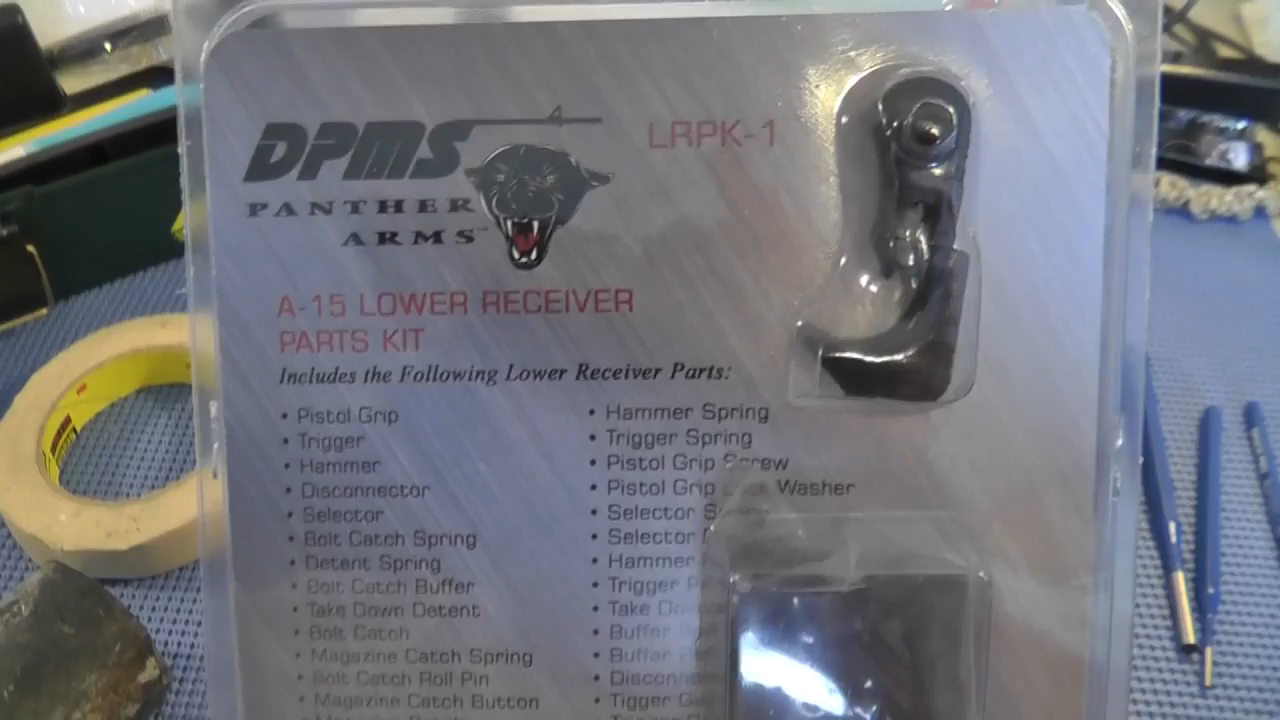 DPMS
PANTHER
ARMS™
LRPK-1
A-15 LOWER RECEIVER
PARTS KIT
Includes the Following Lower Receiver Parts:
• Pistol Grip
• Trigger
• Hammer
• Disconnector
• Selector
• Bolt Catch Spring
• Detent Spring
• Bolt Catch Buffer
• Take Down Detent
• Bolt Catch
• Magazine Catch Spring
• Bolt Catch Roll Pin
• Magazine Catch Button
• Hammer Spring
• Trigger Spring
• Pistol Grip Screw
• Pistol Grip Lock Washer
• Selector
• Selector
• Hammer
• Trigger
• Take
• Buffer
• Buffer
• Tigger